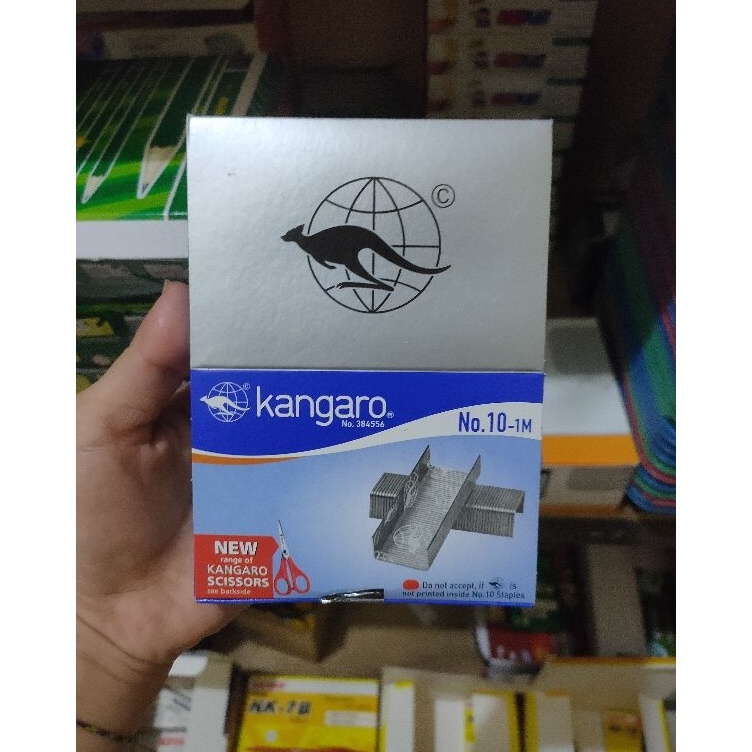 ©
© kangaro®
No. 384556
No.10-1M
NEW
range of
KANGARO
SCISSORS
see backside
Do not accept, if is
not printed inside No.10 Staples